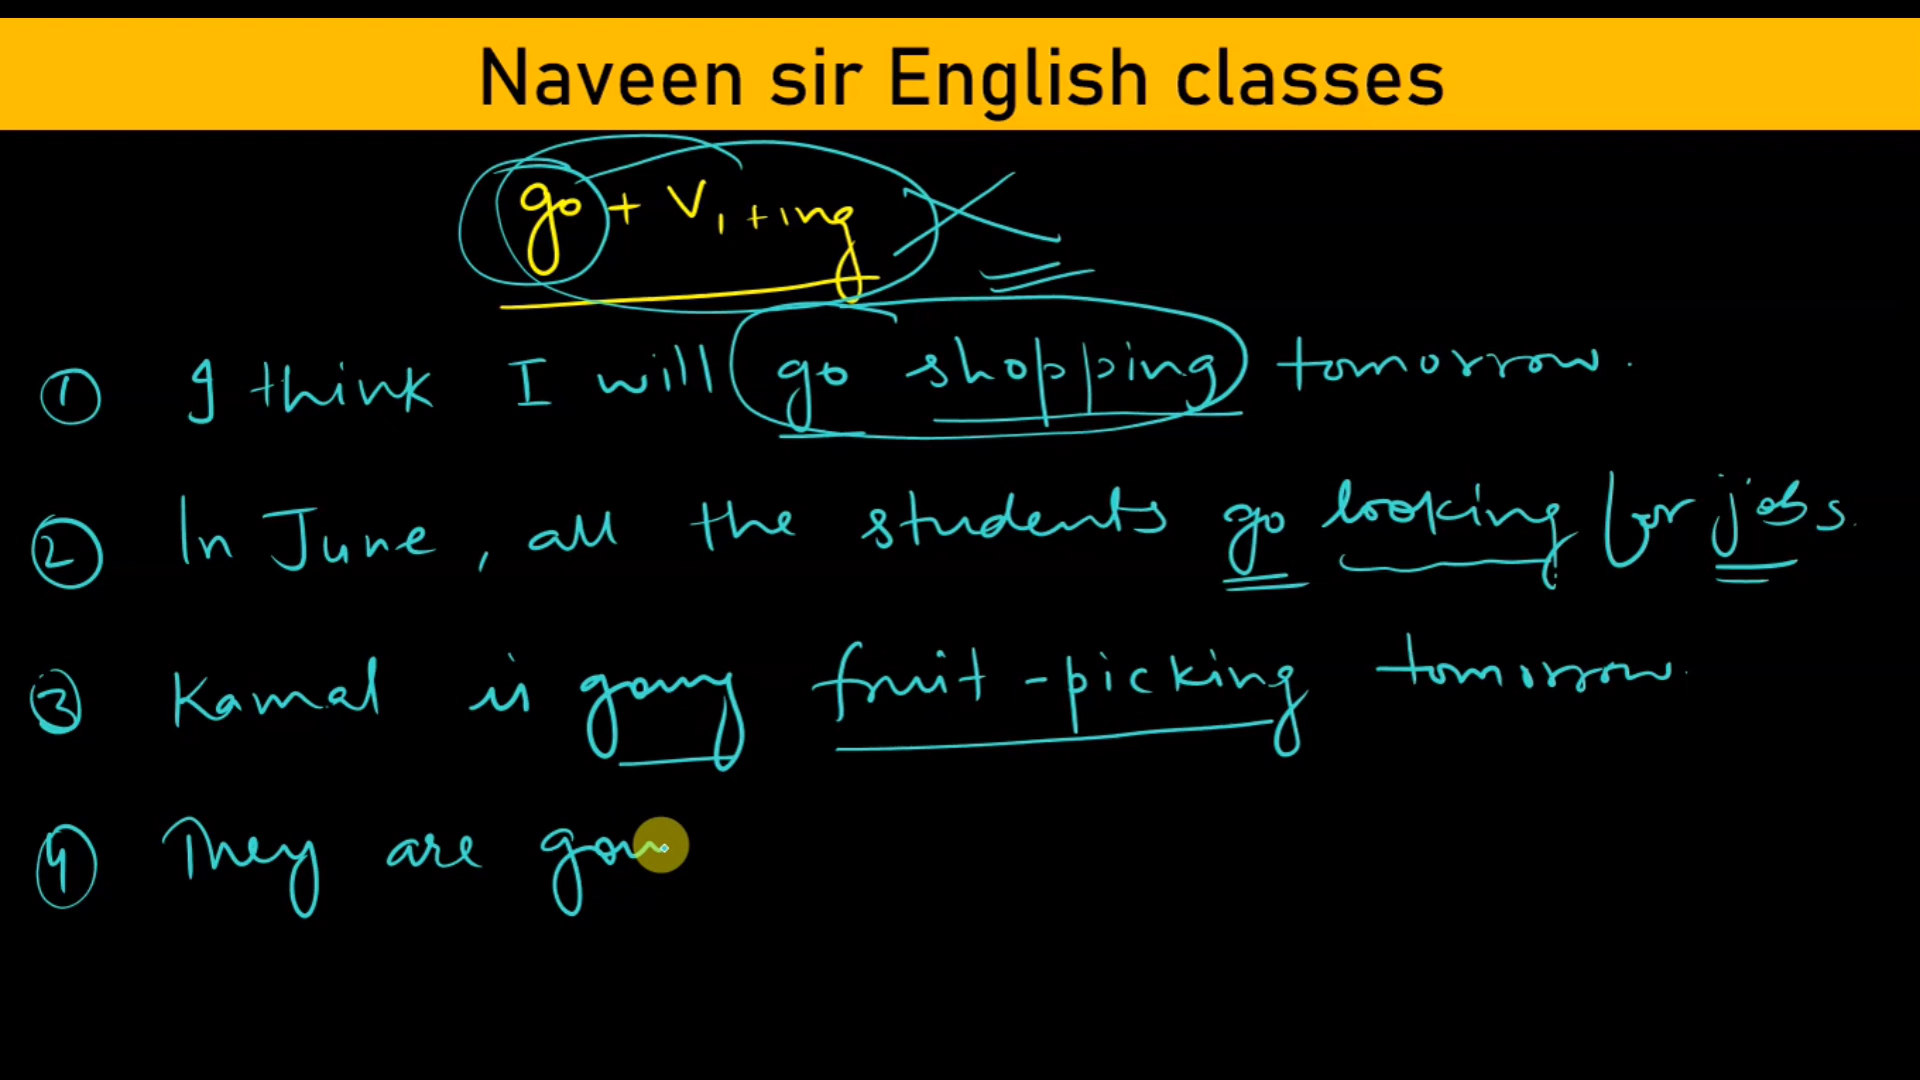 Naveen sir English classes
go + V1 + ing
① I think I will go shopping tomorrow.
② In June, all the students go looking for jobs.
③ Kamal is going fruit-picking tomorrow.
④ They are goin